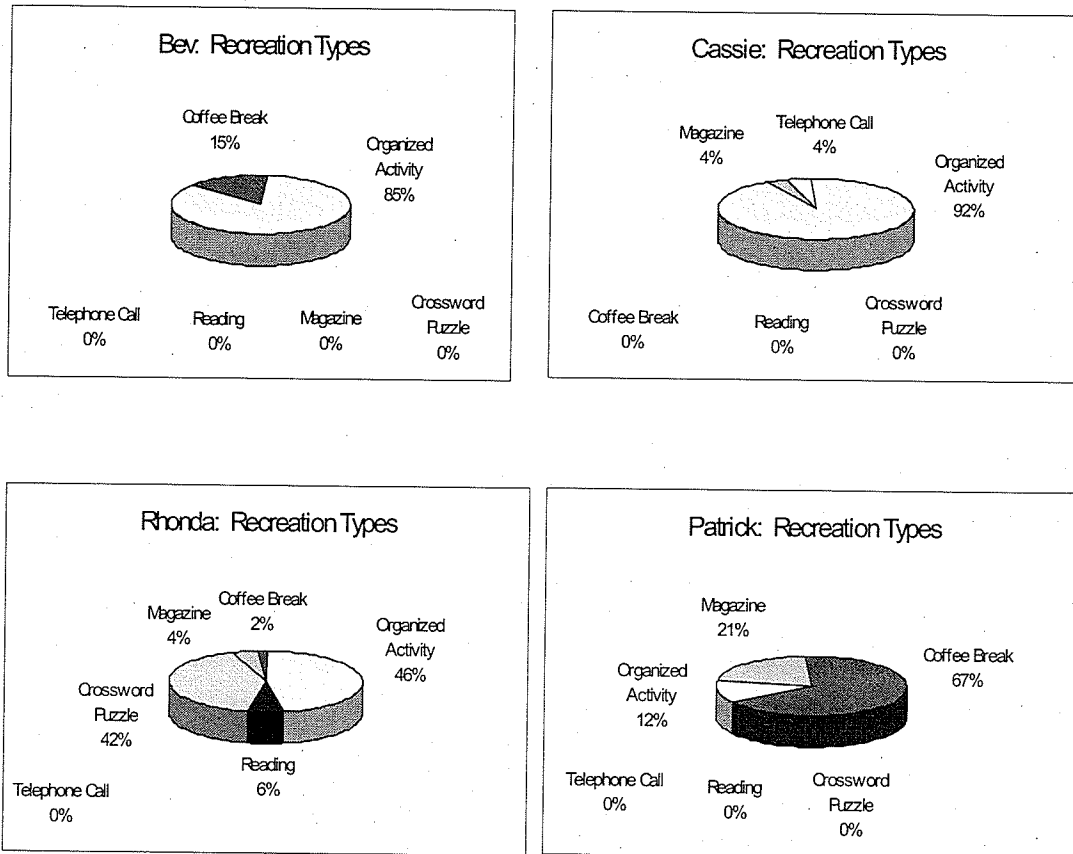 Bev: Recreation Types
Coffee Break
15%
Organized
Activity
85%
Telephone Call
0%
Reading
0%
Magazine
0%
Crossword
Puzzle
0%
Cassie: Recreation Types
Magazine
4%
Telephone Call
4%
Organized
Activity
92%
Coffee Break
0%
Reading
0%
Crossword
Puzzle
0%
Rhonda: Recreation Types
Magazine
4%
Coffee Break
2%
Organized
Activity
46%
Crossword
Puzzle
42%
Reading
6%
Telephone Call
0%
Patrick: Recreation Types
Magazine
21%
Coffee Break
67%
Organized
Activity
12%
Telephone Call
0%
Reading
0%
Crossword
Puzzle
0%